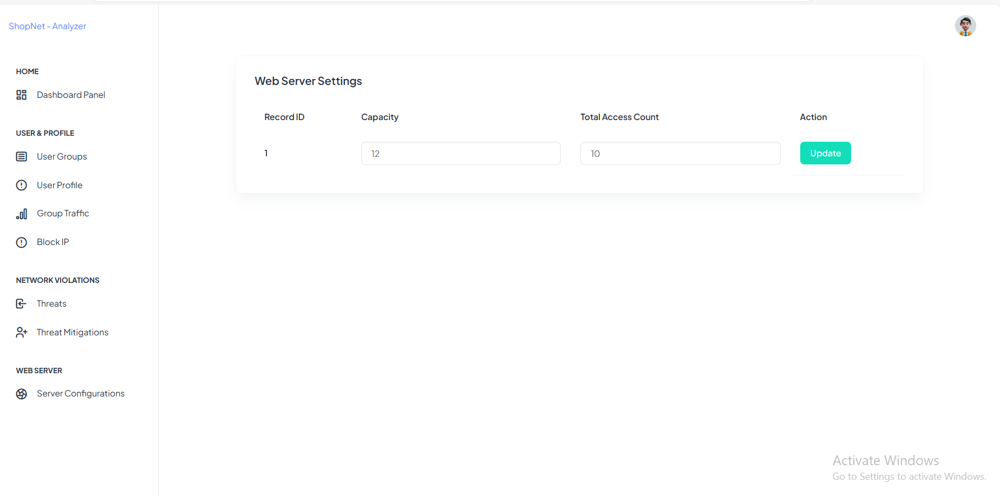 ShopNet - Analyzer
HOME
Dashboard Panel
USER & PROFILE
User Groups
User Profile
Group Traffic
Block IP
NETWORK VIOLATIONS
Threats
Threat Mitigations
WEB SERVER
Server Configurations
Web Server Settings
Record ID Capacity Total Access Count Action
1 12 10 Update
Activate Windows
Go to Settings to activate Windows.